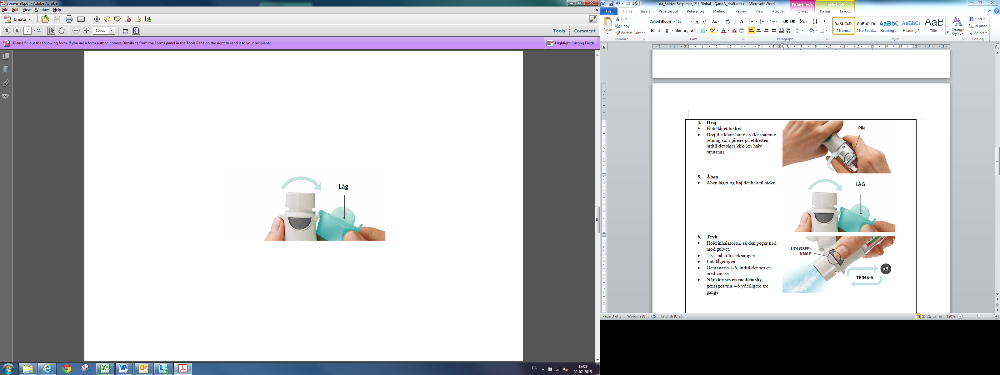 Spiriva_all.pdf - Adobe Acrobat
File Edit View Window Help
Create
7 / 11
109%
Tools Comment
Please fill out the following form. If you are a form author, choose Distribute from the Forms panel in the Tools Pane on the right to send it to your recipients.
Highlight Existing Fields
Låg
DA
13:03
30-07-2015
da_Spiriva Respimat_IFU-Global - QandA_draft.docx - Microsoft Word
Picture Tools Table Tools
File Home Insert Page Layout References Mailings Review View Acrobat Format Design Layout
Paste
Cut
Copy
Format Painter
Clipboard
Calibri (Body) 11
Font
Paragraph
AaBbCcDc AaBbCcDc AaBbC AaBbCc AaB
¶ Normal ¶ No Spaci... Heading 1 Heading 2 Title
Change Styles
Styles
Find
Replace
Select
Editing
4. Drej
Hold låget lukket.
Drej det klare bundstykke i samme
retning som pilene på etiketten,
indtil det siger klik (en halv
omgang).
Pile
5. Åben
Åben låget og bøj det helt til siden.
LÅG
6. Tryk
Hold inhalatoren, så den peger ned
mod gulvet.
Tryk på udløserknappen.
Luk låget igen.
Gentag trin 4-6, indtil der ses en
medicinsky.
Når der ses en medicinsky,
gentages trin 4-6 yderligere tre
gange.
UDLØSER-
KNAP
x3
TRIN 4-6
Page: 3 of 5 Words: 928 English (U.S.) 120%